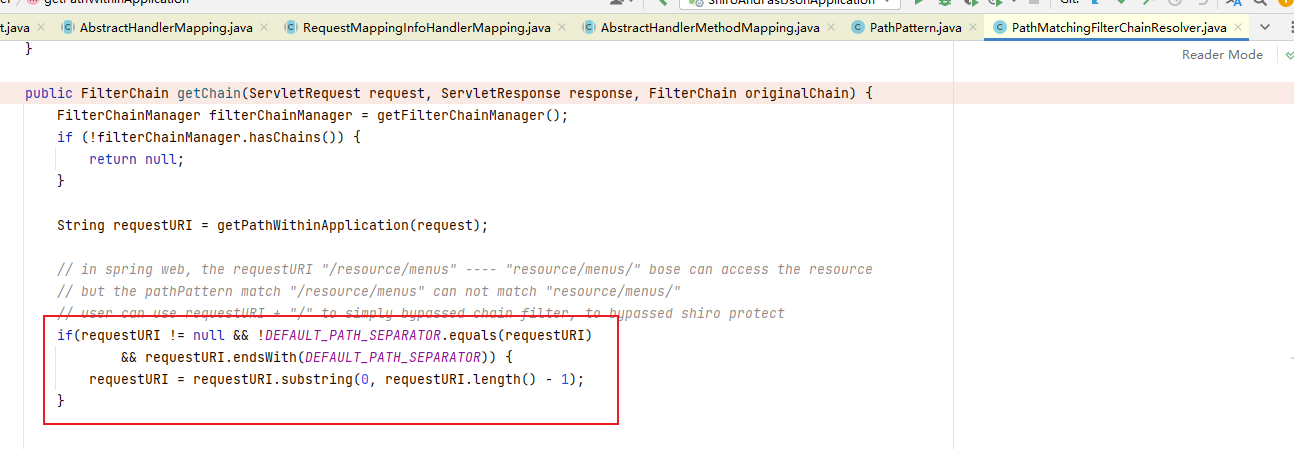 getPathWithinApplication
ShiroAndFastJsonApplication
Git:
t.java
AbstractHandlerMapping.java
RequestMappingInfoHandlerMapping.java
AbstractHandlerMethodMapping.java
PathPattern.java
PathMatchingFilterChainResolver.java
Reader Mode
}
public FilterChain getChain(ServletRequest request, ServletResponse response, FilterChain originalChain) {
FilterChainManager filterChainManager = getFilterChainManager();
if (!filterChainManager.hasChains()) {
return null;
}
String requestURI = getPathWithinApplication(request);
// in spring web, the requestURI "/resource/menus" ---- "resource/menus/" bose can access the resource
// but the pathPattern match "/resource/menus" can not match "resource/menus/"
// user can use requestURI + "/" to simply bypassed chain filter, to bypassed shiro protect
if(requestURI != null && !DEFAULT_PATH_SEPARATOR.equals(requestURI)
&& requestURI.endsWith(DEFAULT_PATH_SEPARATOR)) {
requestURI = requestURI.substring(0, requestURI.length() - 1);
}